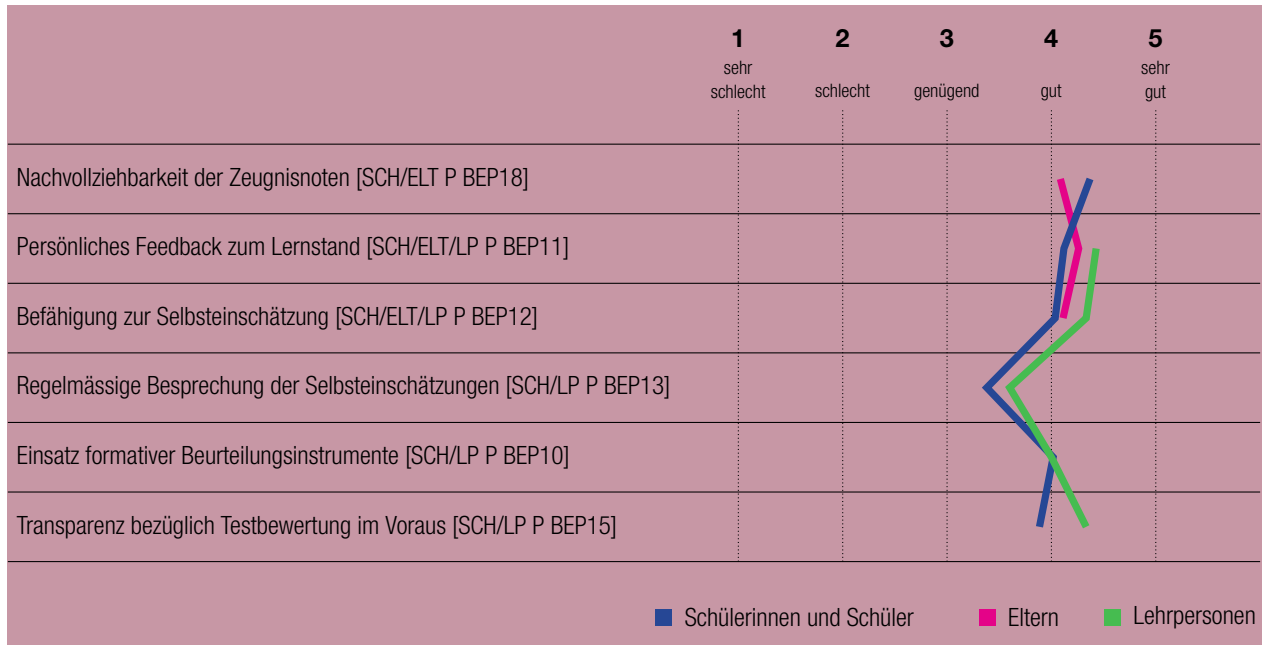 1 2 3 4 5
sehr schlecht schlecht genügend gut sehr gut
Nachvollziehbarkeit der Zeugnisnoten [SCH/ELT P BEP18]
Persönliches Feedback zum Lernstand [SCH/ELT/LP P BEP11]
Befähigung zur Selbsteinschätzung [SCH/ELT/LP P BEP12]
Regelmässige Besprechung der Selbsteinschätzungen [SCH/LP P BEP13]
Einsatz formativer Beurteilungsinstrumente [SCH/LP P BEP10]
Transparenz bezüglich Testbewertung im Voraus [SCH/LP P BEP15]
Schülerinnen und Schüler Eltern Lehrpersonen